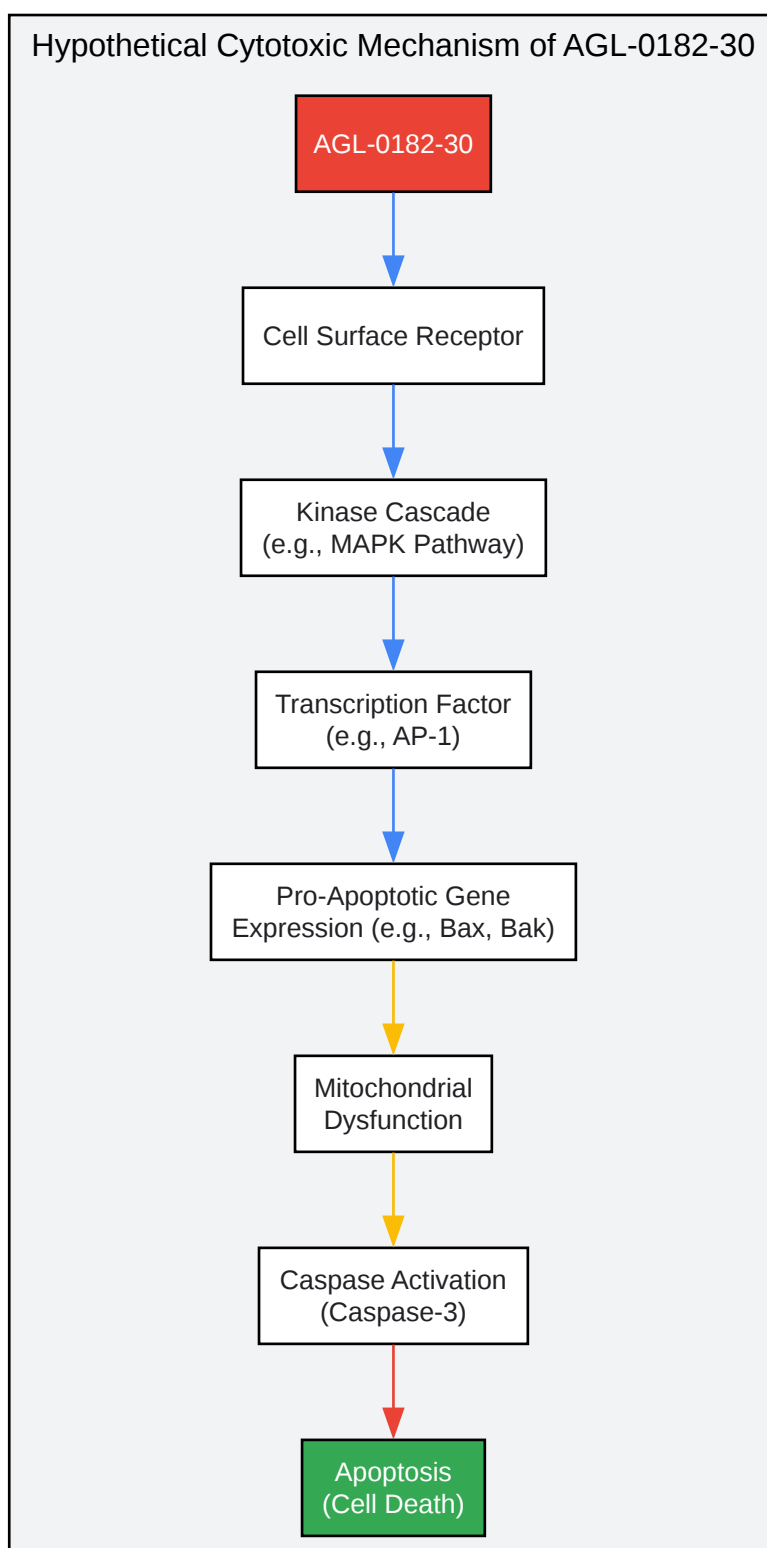 Hypothetical Cytotoxic Mechanism of AGL-0182-30
AGL-0182-30
Cell Surface Receptor
Kinase Cascade
(e.g., MAPK Pathway)
Transcription Factor
(e.g., AP-1)
Pro-Apoptotic Gene
Expression (e.g., Bax, Bak)
Mitochondrial
Dysfunction
Caspase Activation
(Caspase-3)
Apoptosis
(Cell Death)